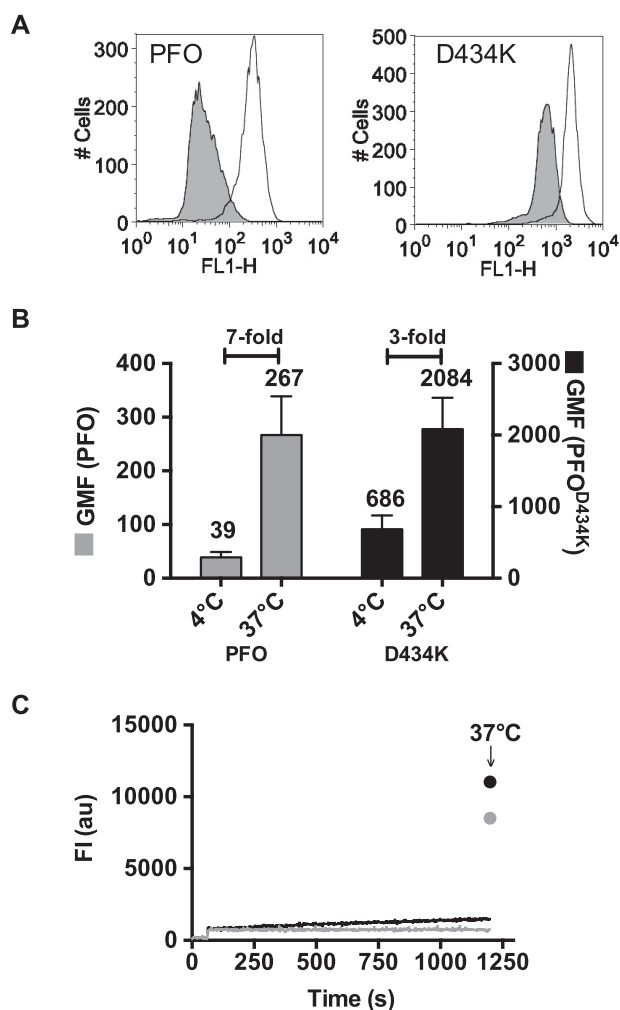 A
PFO
D434K
# Cells
300
200
100
0
10⁰ 10¹ 10² 10³ 10⁴
FL1-H
# Cells
500
400
300
200
100
0
10⁰ 10¹ 10² 10³ 10⁴
FL1-H
B
7-fold
3-fold
GMF (PFO)
400
300
200
100
0
39
267
686
2084
3000
2000
1000
0
GMF (PFOᴰ⁴³⁴ᴷ)
4°C
37°C
4°C
37°C
PFO
D434K
C
FI (au)
15000
10000
5000
0
37°C
0 250 500 750 1000 1250
Time (s)